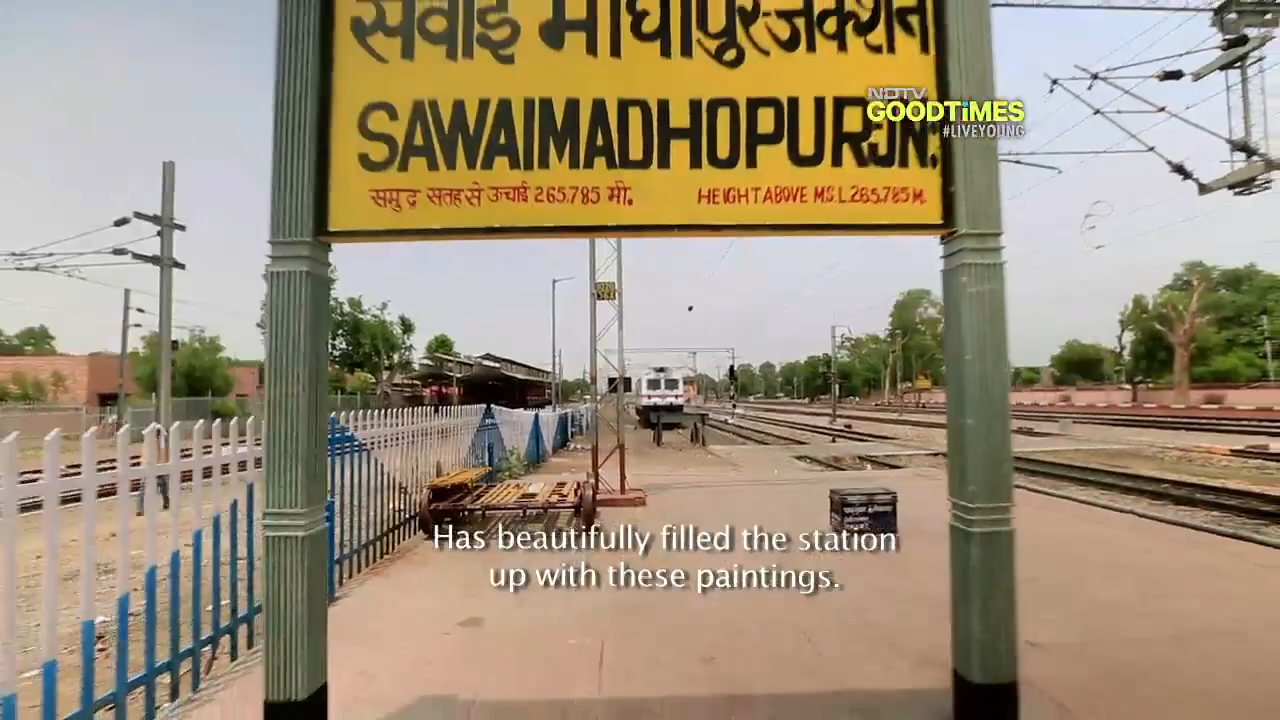 सवाई माधोपुर जंक्शन
SAWAIMADHOPUR JN.
समुद्र सतह से उचाई 265.785 मी.
HEIGHT ABOVE M.S.L 265.785 M.
NDTV
GOODTIMES
#LIVEYOUNG
Has beautifully filled the station
up with these paintings.